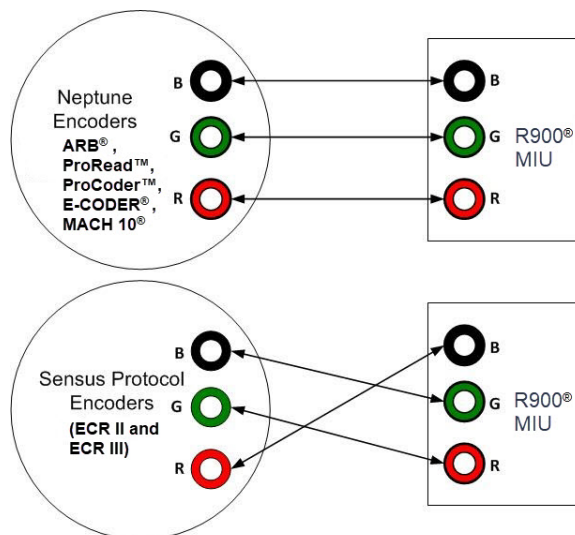 B
B
Neptune
Encoders
ARB® ,
ProRead™,
ProCoder™,
E-CODER® ,
MACH 10®
G
G
R900®
MIU
R
R
B
B
Sensus Protocol
Encoders
(ECR II and
ECR III)
G
G
R900®
MIU
R
R